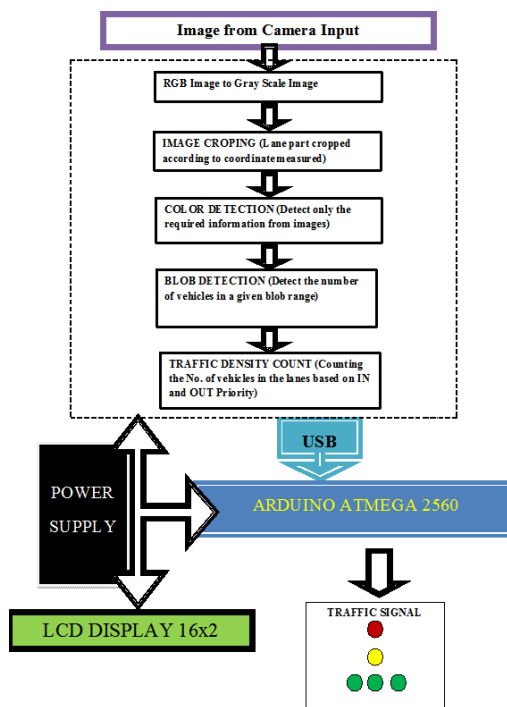 Image from Camera Input
RGB Image to Gray Scale Image
IMAGE CROPING (Lane part cropped
according to coordinate measured)
COLOR DETECTION (Detect only the
required information from images)
BLOB DETECTION (Detect the number
of vehicles in a given blob range)
TRAFFIC DENSITY COUNT (Counting
the No. of vehicles in the lanes based on IN
and OUT Priority)
USB
POWER
SUPPLY
ARDUINO ATMEGA 2560
LCD DISPLAY 16x2
TRAFFIC SIGNAL